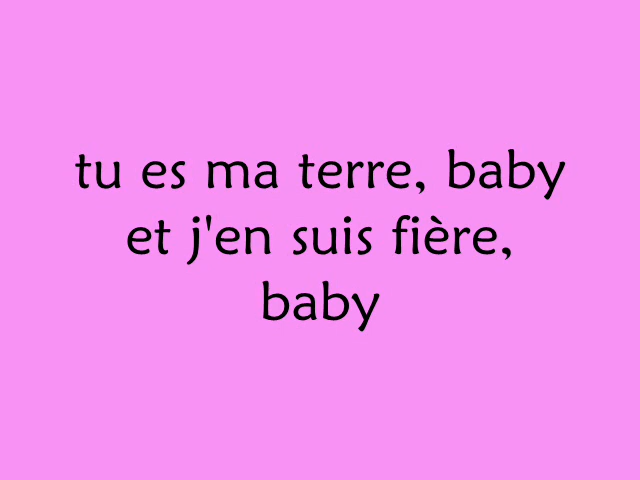 tu es ma terre, baby
et j'en suis fière,
baby